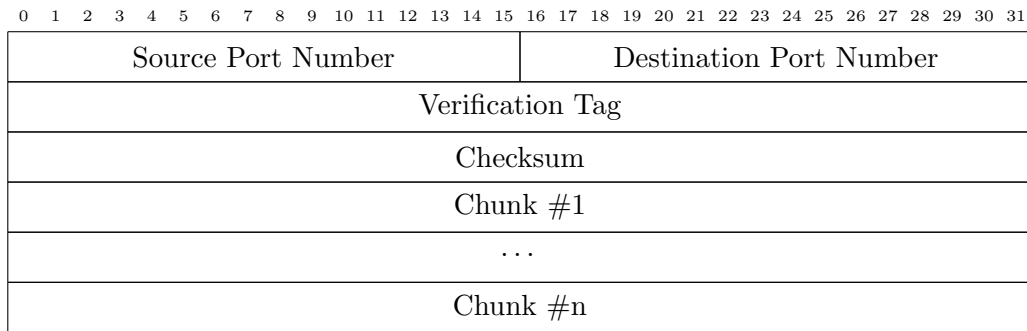 0 1 2 3 4 5 6 7 8 9 10 11 12 13 14 15 16 17 18 19 20 21 22 23 24 25 26 27 28 29 30 31
Source Port Number Destination Port Number
Verification Tag
Checksum
Chunk #1
. . .
Chunk #n